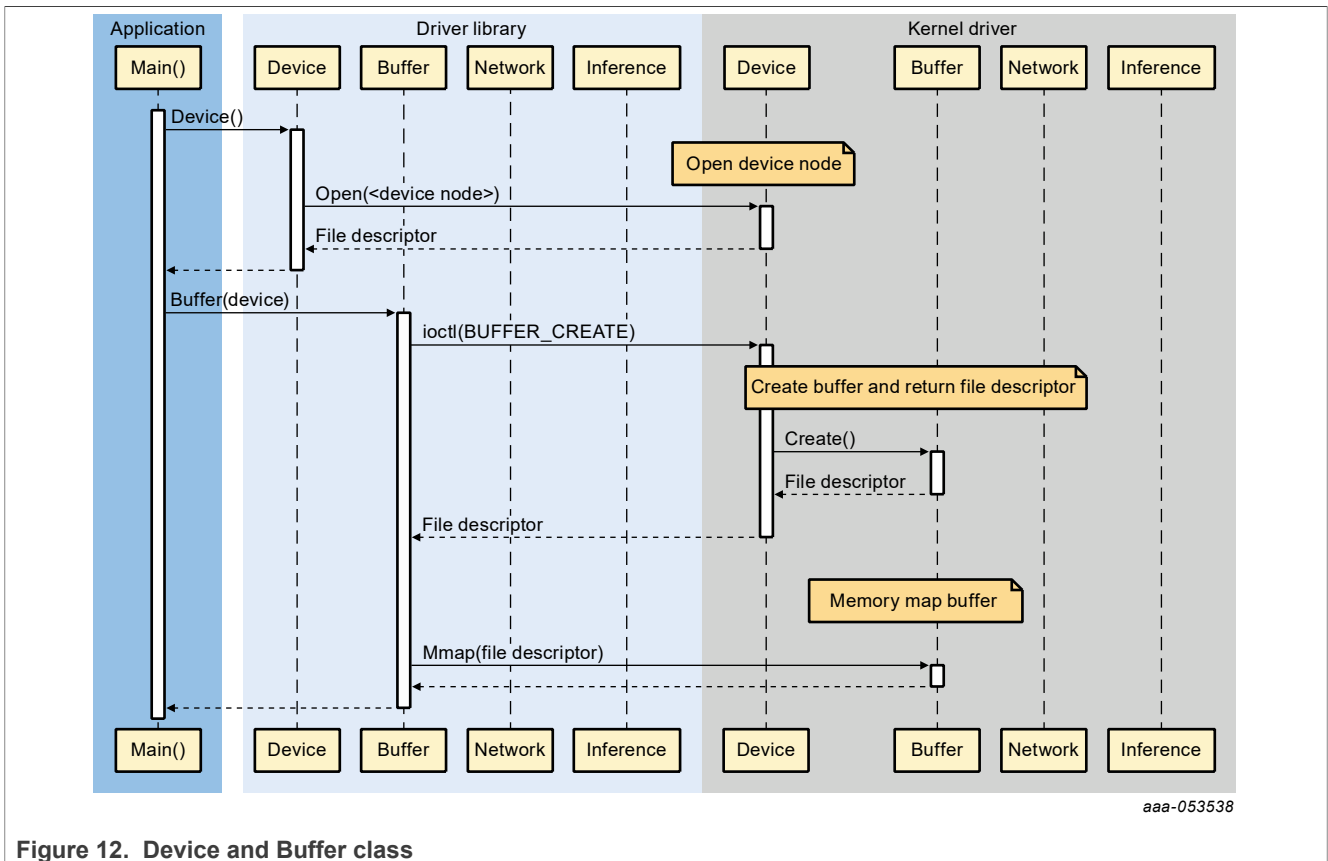 Application
Driver library
Kernel driver
Main()
Device
Buffer
Network
Inference
Device
Buffer
Network
Inference
Device()
Open device node
Open(<device node>)
File descriptor
Buffer(device)
ioctl(BUFFER_CREATE)
Create buffer and return file descriptor
Create()
File descriptor
File descriptor
Memory map buffer
Mmap(file descriptor)
Main()
Device
Buffer
Network
Inference
Device
Buffer
Network
Inference
aaa-053538
Figure 12. Device and Buffer class